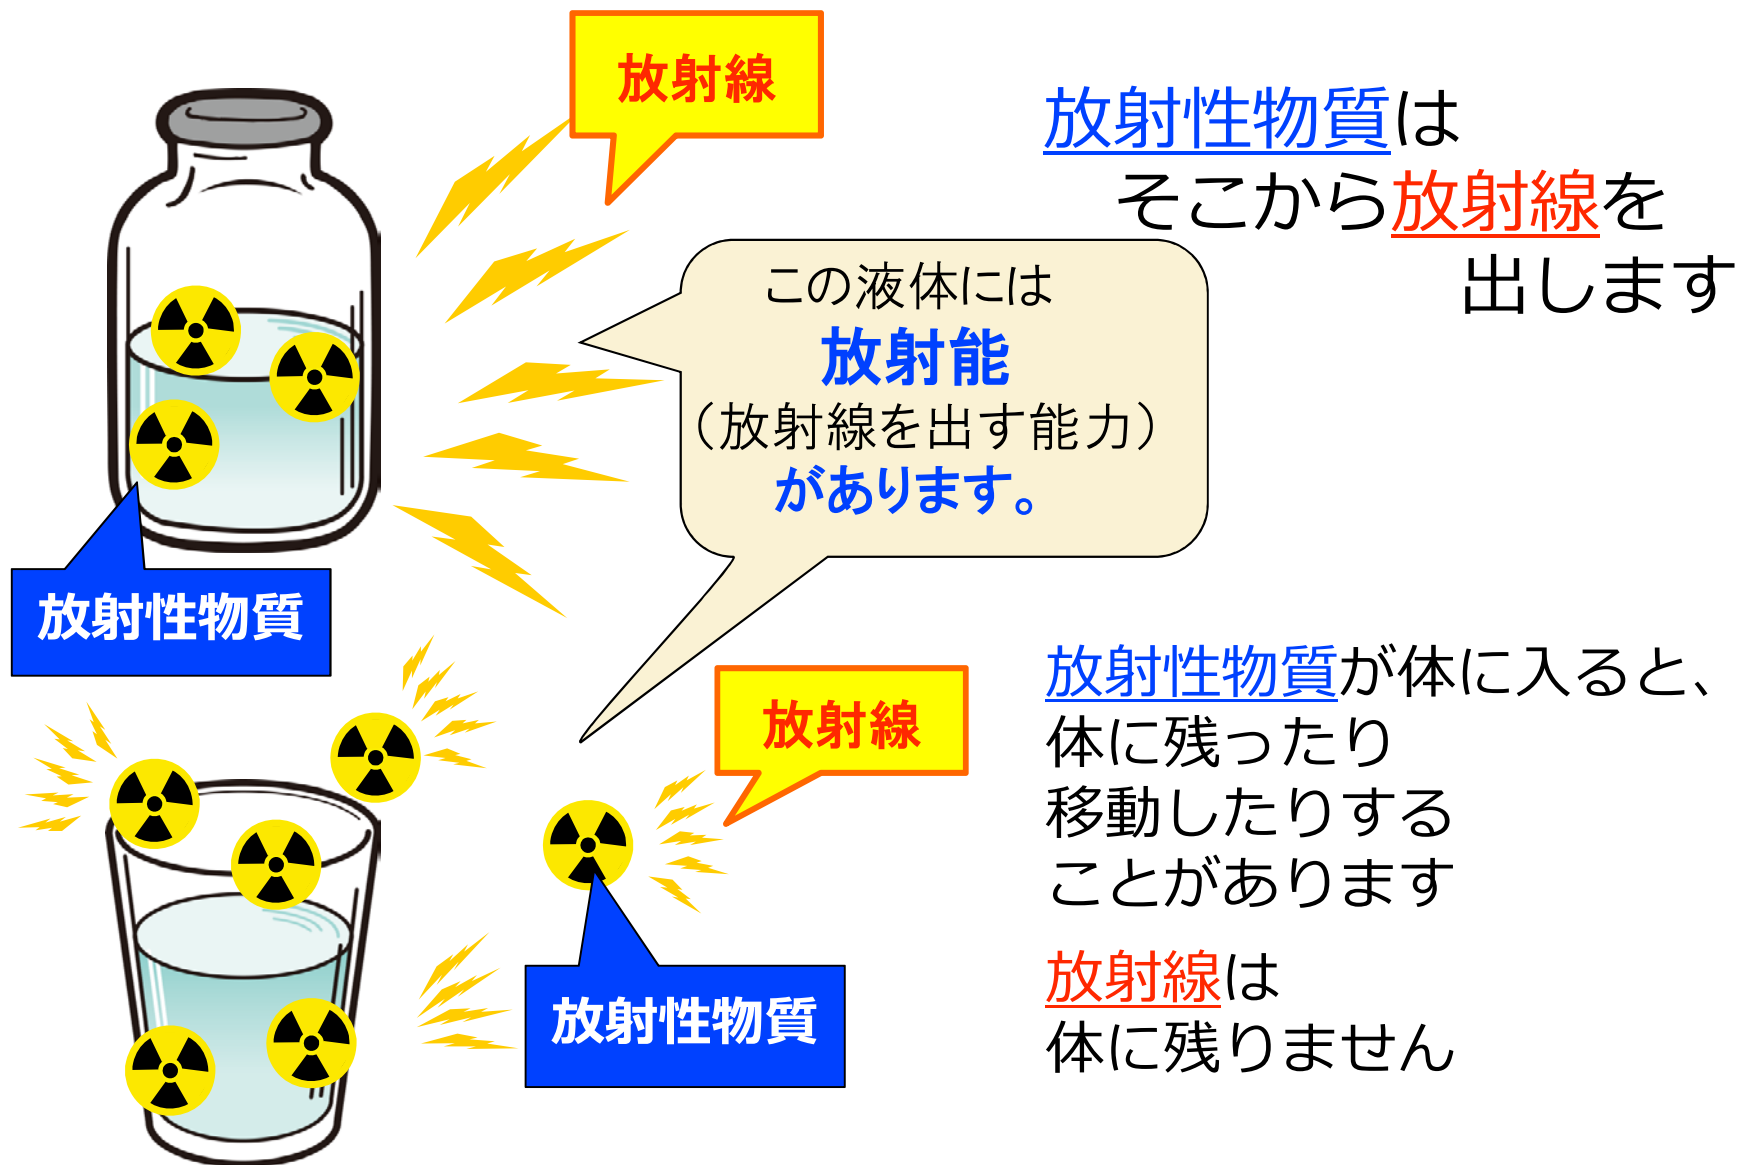 放射線
放射性物質は
そこから放射線を
出します
この液体には
放射能
（放射線を出す能力）
があります。
放射性物質
放射線
放射性物質
放射性物質が体に入ると、
体に残ったり
移動したりする
ことがあります
放射線は
体に残りません